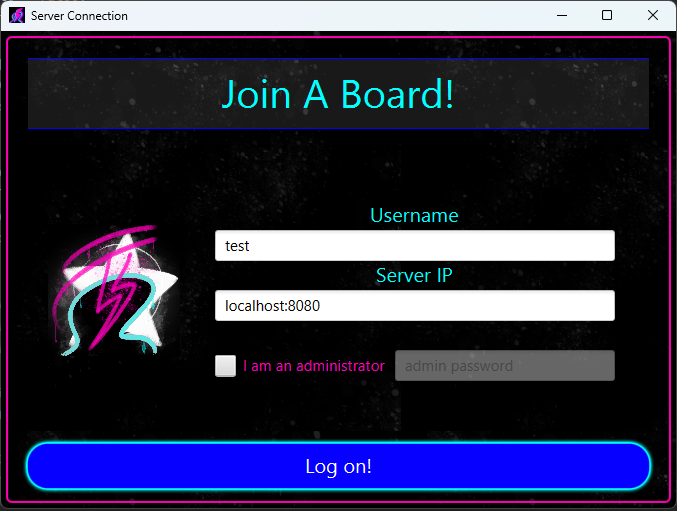 Server Connection
Join A Board!
Username
test
Server IP
localhost:8080
I am an administrator
admin password
Log on!